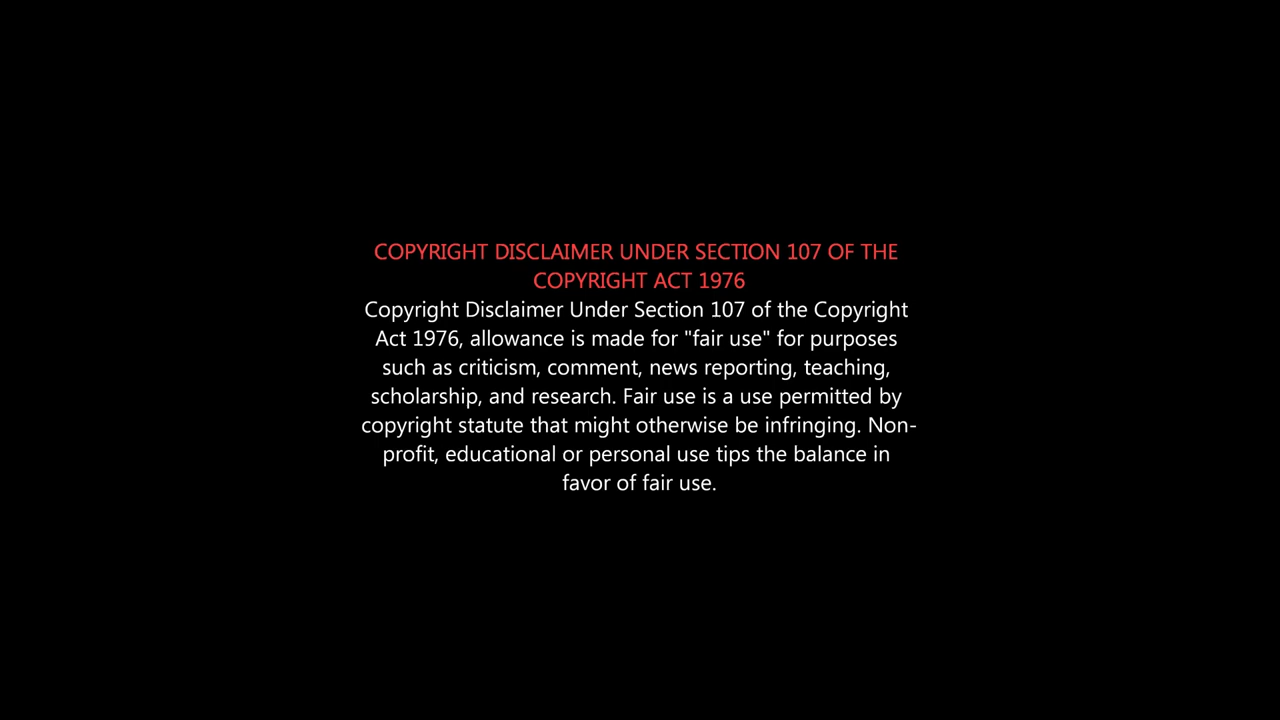 COPYRIGHT DISCLAIMER UNDER SECTION 107 OF THE
COPYRIGHT ACT 1976
Copyright Disclaimer Under Section 107 of the Copyright
Act 1976, allowance is made for "fair use" for purposes
such as criticism, comment, news reporting, teaching,
scholarship, and research. Fair use is a use permitted by
copyright statute that might otherwise be infringing. Non-
profit, educational or personal use tips the balance in
favor of fair use.